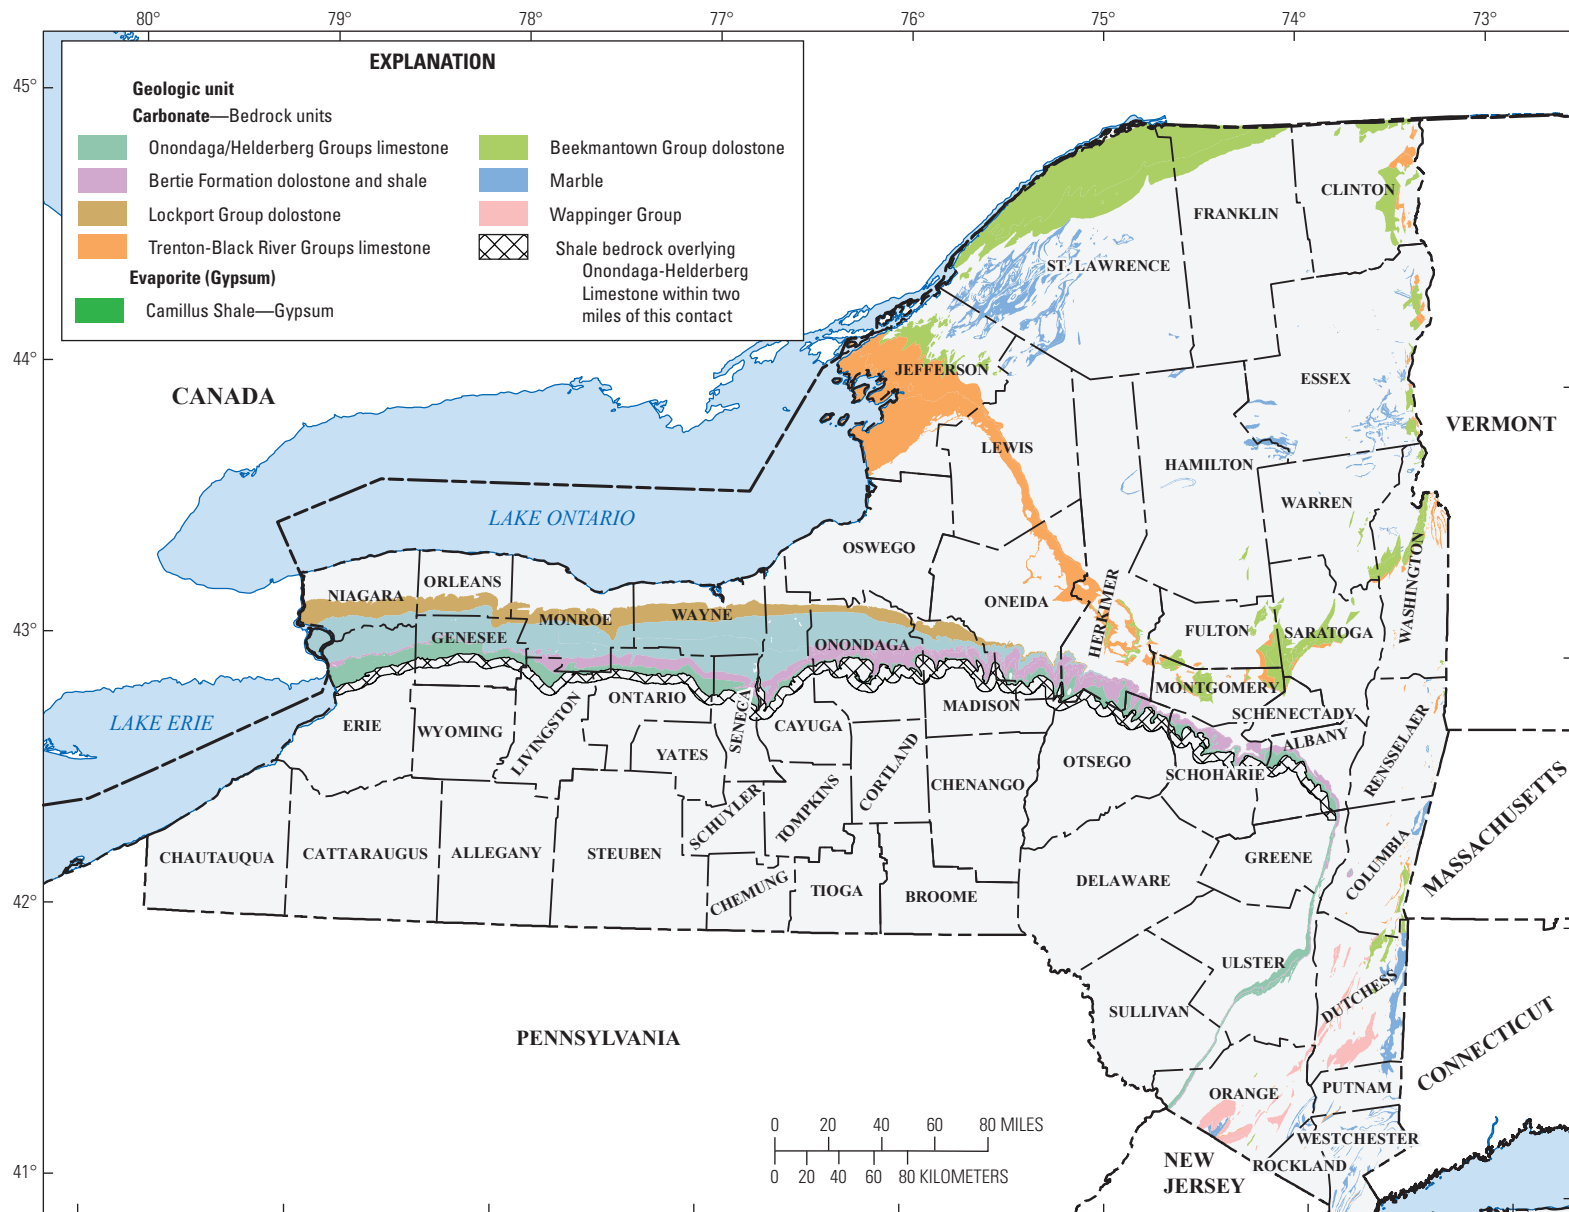 80° 79° 78° 77° 76° 75° 74° 73°
45°
44°
43°
42°
41°
EXPLANATION
Geologic unit
Carbonate—Bedrock units
Onondaga/Helderberg Groups limestone
Bertie Formation dolostone and shale
Lockport Group dolostone
Trenton-Black River Groups limestone
Evaporite (Gypsum)
Camillus Shale—Gypsum
Beekmantown Group dolostone
Marble
Wappinger Group
Shale bedrock overlying
Onondaga-Helderberg
Limestone within two
miles of this contact
CANADA
LAKE ONTARIO
LAKE ERIE
VERMONT
MASSACHUSETTS
CONNECTICUT
PENNSYLVANIA
NEW
JERSEY
CLINTON
FRANKLIN
ST. LAWRENCE
JEFFERSON
ESSEX
LEWIS
HAMILTON
WARREN
OSWEGO
WASHINGTON
ORLEANS
NIAGARA
MONROE
WAYNE
ONEIDA
HERKIMER
FULTON
SARATOGA
GENESEE
ONONDAGA
MONTGOMERY
ONTARIO
SENECA
CAYUGA
MADISON
SCHENECTADY
ERIE
WYOMING
LIVINGSTON
YATES
CORTLAND
OTSEGO
ALBANY
RENSSELAER
SCHOHARIE
CHENANGO
SCHUYLER
TOMPKINS
CHAUTAUQUA
CATTARAUGUS
ALLEGANY
STEUBEN
CHEMUNG
TIOGA
BROOME
DELAWARE
GREENE
COLUMBIA
ULSTER
SULLIVAN
DUTCHESS
ORANGE
PUTNAM
WESTCHESTER
ROCKLAND
0 20 40 60 80 MILES
0 20 40 60 80 KILOMETERS